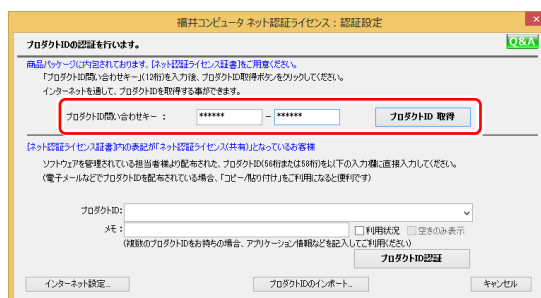 福井コンピュータ ネット認証ライセンス：認証設定
×
プロダクトIDの認証を行います。
Q&A
商品パッケージに内包されております、[ネット認証ライセンス証書]をご用意ください。
「プロダクトID問い合わせキー」(12桁)を入力後、プロダクトID取得ボタンをクリックしてください。
インターネットを通して、プロダクトIDを取得する事ができます。
プロダクトID問い合わせキー ： ****** － ****** プロダクトID 取得
[ネット認証ライセンス証書]内の表記が「ネット認証ライセンス(共有)」となっているお客様
ソフトウェアを管理されている担当者様より配布された、プロダクトID(56桁または58桁)を以下の入力欄に直接入力してください。
(電子メールなどでプロダクトIDを配布されている場合、「コピー/貼り付け」をご利用になると便利です)
プロダクトID:
メモ: 利用状況 空きのみ表示
(複数のプロダクトIDをお持ちの場合、アプリケーション情報などを記入してご利用ください)
プロダクトID認証
インターネット設定... プロダクトIDのインポート... キャンセル